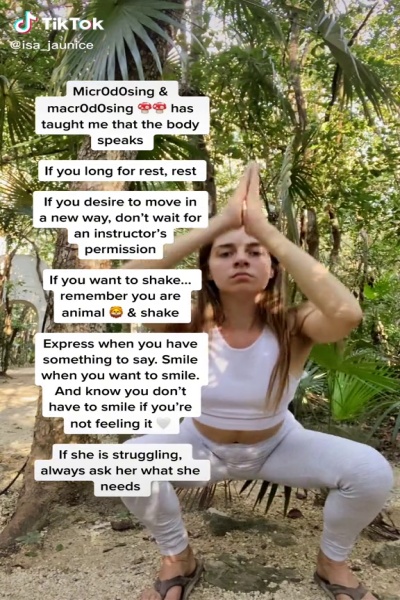 TikTok
@isa_jaunice
Micr0d0sing &
macr0d0sing 🍄🍄 has
taught me that the body
speaks
If you long for rest, rest
If you desire to move in
a new way, don’t wait for
an instructor’s
permission
If you want to shake...
remember you are
animal 🦁 & shake
Express when you have
something to say. Smile
when you want to smile.
And know you don’t
have to smile if you’re
not feeling it 🤍
If she is struggling,
always ask her what she
needs